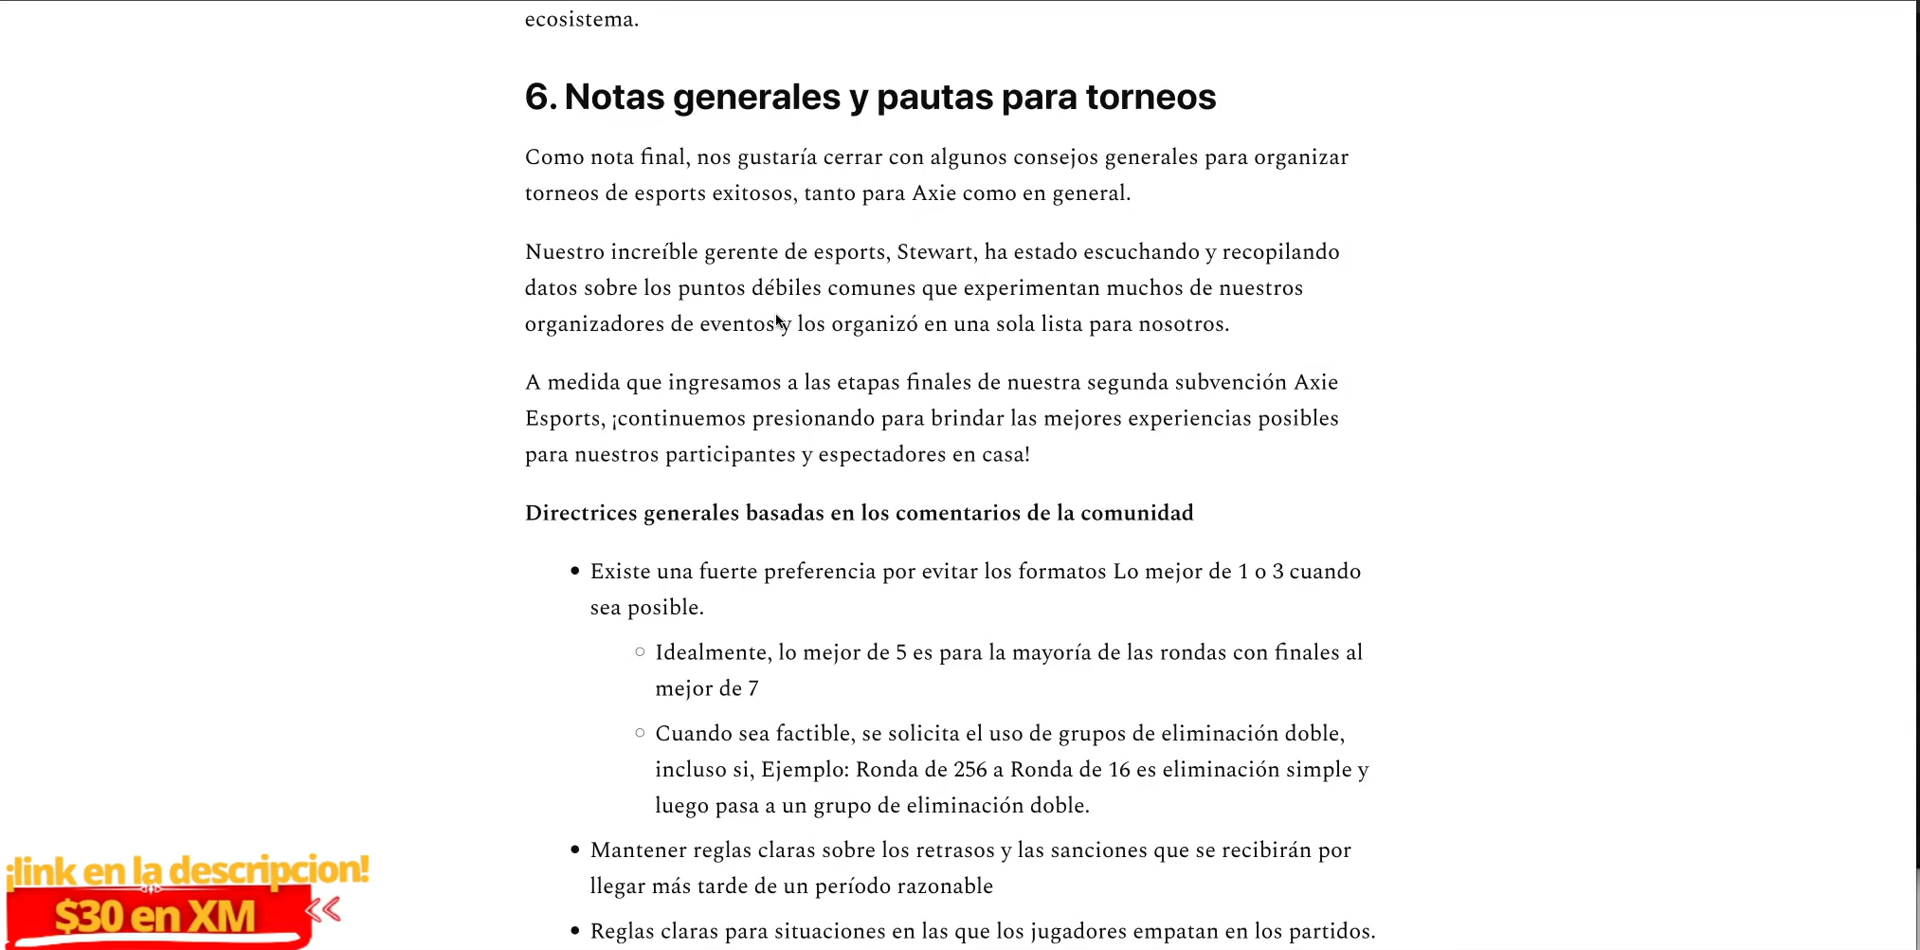 ecosistema.
6. Notas generales y pautas para torneos
Como nota final, nos gustaría cerrar con algunos consejos generales para organizar
torneos de esports exitosos, tanto para Axie como en general.
Nuestro increíble gerente de esports, Stewart, ha estado escuchando y recopilando
datos sobre los puntos débiles comunes que experimentan muchos de nuestros
organizadores de eventos y los organizó en una sola lista para nosotros.
A medida que ingresamos a las etapas finales de nuestra segunda subvención Axie
Esports, ¡continuemos presionando para brindar las mejores experiencias posibles
para nuestros participantes y espectadores en casa!
Directrices generales basadas en los comentarios de la comunidad
• Existe una fuerte preferencia por evitar los formatos Lo mejor de 1 o 3 cuando
sea posible.
○ Idealmente, lo mejor de 5 es para la mayoría de las rondas con finales al
mejor de 7
○ Cuando sea factible, se solicita el uso de grupos de eliminación doble,
incluso si, Ejemplo: Ronda de 256 a Ronda de 16 es eliminación simple y
luego pasa a un grupo de eliminación doble.
• Mantener reglas claras sobre los retrasos y las sanciones que se recibirán por
llegar más tarde de un período razonable
• Reglas claras para situaciones en las que los jugadores empatan en los partidos.
¡link en la descripcion!
$30 en XM <<